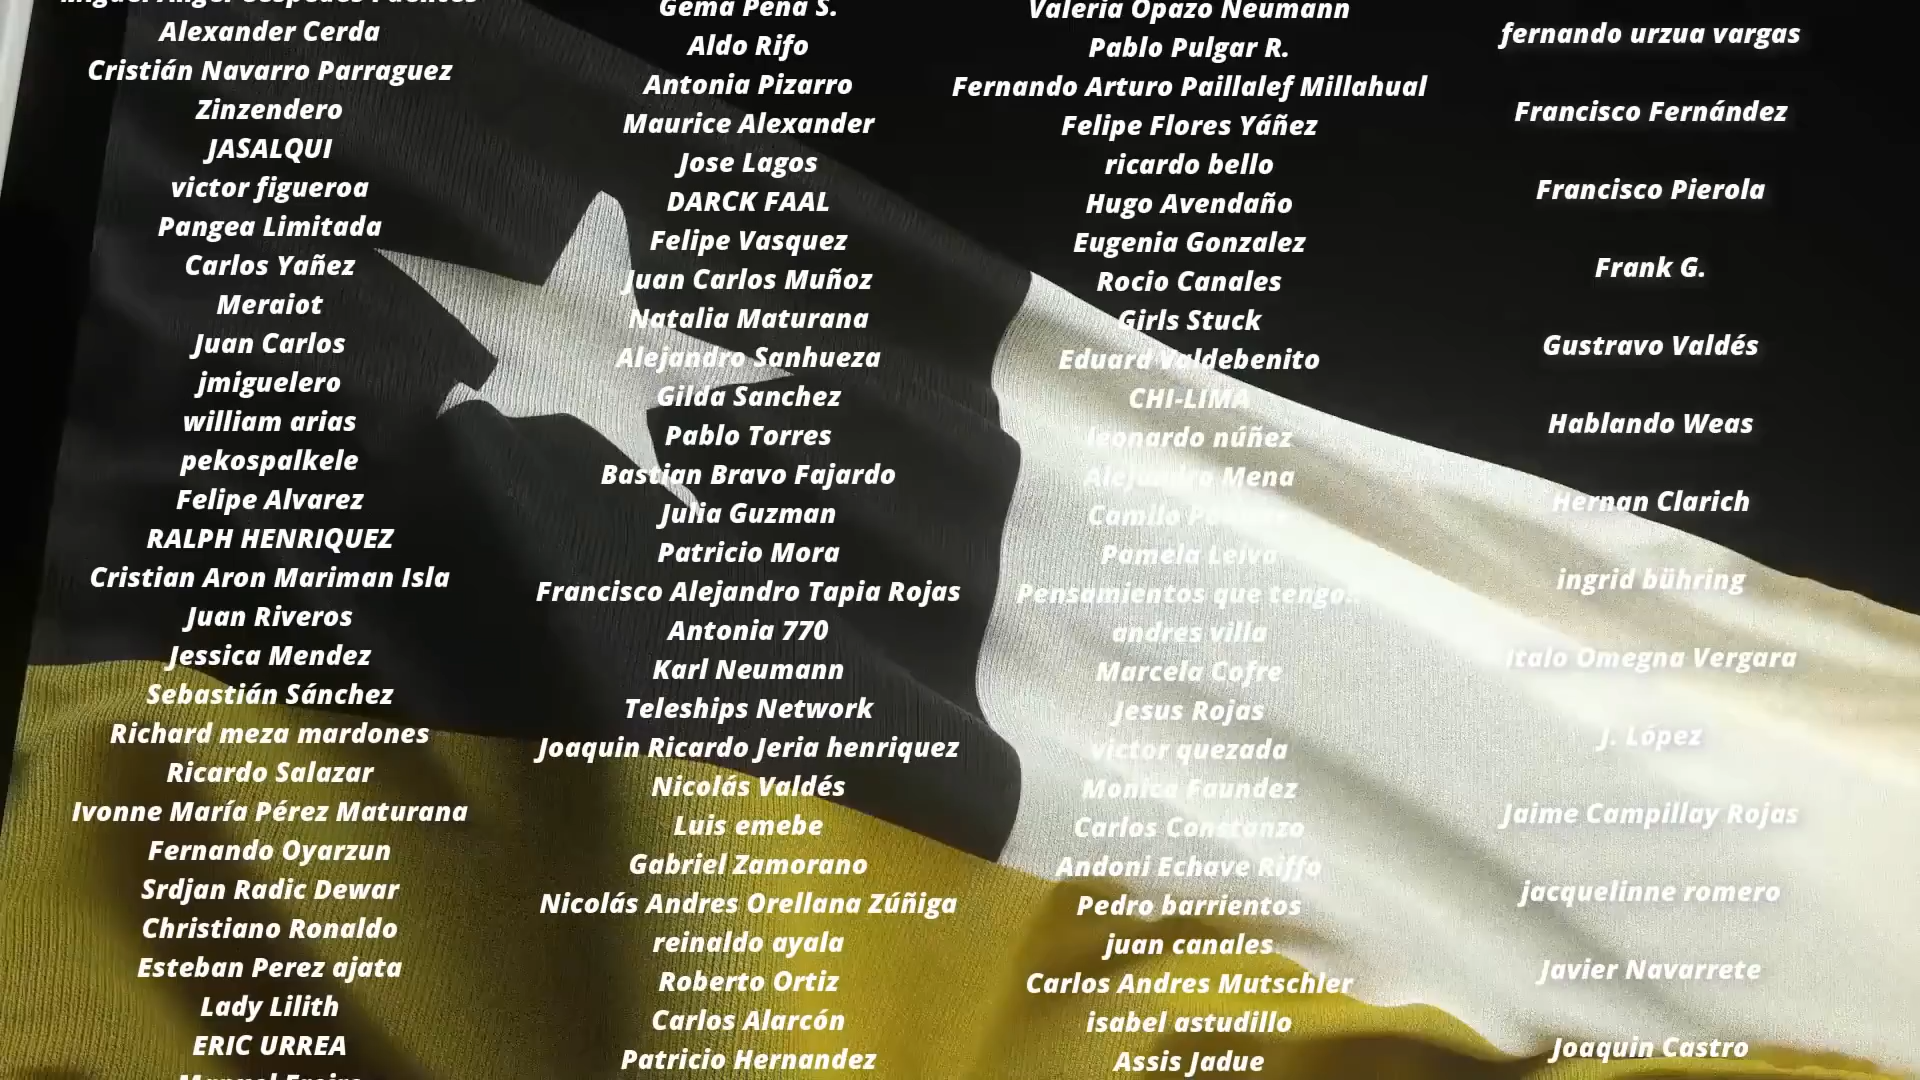 Alexander Cerda
Cristián Navarro Parraguez
Zinzendero
JASALQUI
victor figueroa
Pangea Limitada
Carlos Yañez
Meraiot
Juan Carlos
jmiguelero
william arias
pekospalkele
Felipe Alvarez
RALPH HENRIQUEZ
Cristian Aron Mariman Isla
Juan Riveros
Jessica Mendez
Sebastián Sánchez
Richard meza mardones
Ricardo Salazar
Ivonne María Pérez Maturana
Fernando Oyarzun
Srdjan Radic Dewar
Christiano Ronaldo
Esteban Perez ajata
Lady Lilith
ERIC URREA
Gema Pena S.
Aldo Rifo
Antonia Pizarro
Maurice Alexander
Jose Lagos
DARCK FAAL
Felipe Vasquez
Juan Carlos Muñoz
Natalia Maturana
Alejandro Sanhueza
Gilda Sanchez
Pablo Torres
Bastian Bravo Fajardo
Julia Guzman
Patricio Mora
Francisco Alejandro Tapia Rojas
Antonia 770
Karl Neumann
Teleships Network
Joaquin Ricardo Jeria henriquez
Nicolás Valdés
Luis emebe
Gabriel Zamorano
Nicolás Andres Orellana Zúñiga
reinaldo ayala
Roberto Ortiz
Carlos Alarcón
Patricio Hernandez
Valeria Opazo Neumann
Pablo Pulgar R.
Fernando Arturo Paillalef Millahual
Felipe Flores Yáñez
ricardo bello
Hugo Avendaño
Eugenia Gonzalez
Rocio Canales
Girls Stuck
Eduard Valdebenito
CHI-LIMA
leonardo núñez
Alejandro Mena
Camilo
Pamela Leiva
Pensamientos que tengo..
andres villa
Marcela Cofre
Jesus Rojas
victor quezada
Monica Faundez
Carlos Constanzo
Andoni Echave Riffo
Pedro barrientos
juan canales
Carlos Andres Mutschler
isabel astudillo
Assis Jadue
fernando urzua vargas
Francisco Fernández
Francisco Pierola
Frank G.
Gustravo Valdés
Hablando Weas
Hernan Clarich
ingrid bühring
Italo Omegna Vergara
J. López
Jaime Campillay Rojas
jacquelinne romero
Javier Navarrete
Joaquin Castro